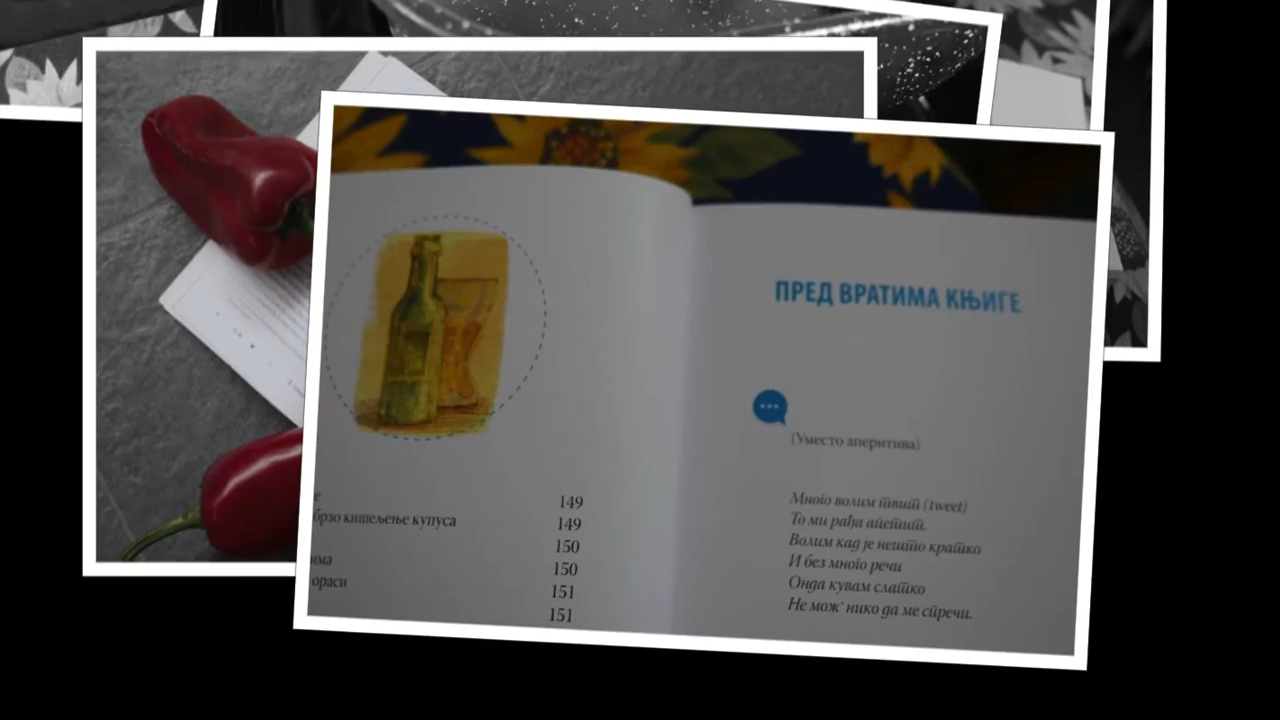 149
брзо кишељење купуса 149
150
150
ораси 151
151
ПРЕД ВРАТИМА КЊИГЕ
(Уместо аперитива)
Много волим твит (tweet)
То ми рађа апетит.
Волим кад је нешто кратко
И без много речи
Онда кувам слатко
Не мож' нико да ме спречи.